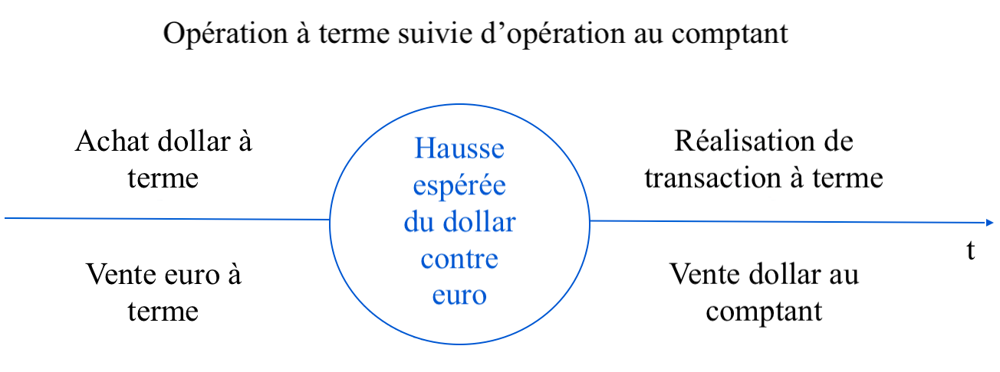 Opération à terme suivie d’opération au comptant
Achat dollar à
terme
Vente euro à
terme
Hausse
espérée
du dollar
contre
euro
Réalisation de
transaction à terme
Vente dollar au
comptant
t